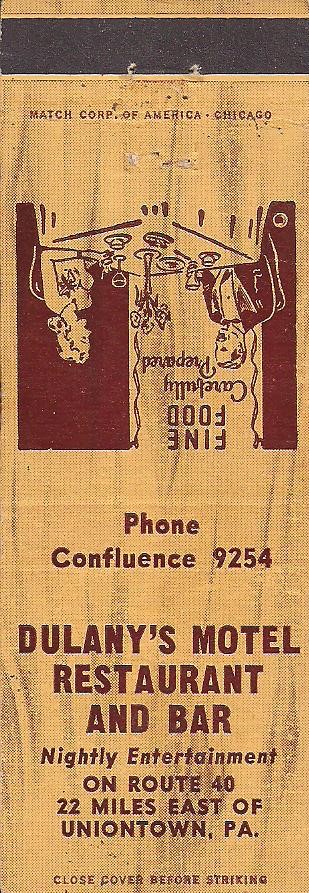 MATCH CORP. OF AMERICA · CHICAGO
FINE
FOOD
Carefully
Prepared
Phone
Confluence 9254
DULANY'S MOTEL
RESTAURANT
AND BAR
Nightly Entertainment
ON ROUTE 40
22 MILES EAST OF
UNIONTOWN, PA.
CLOSE COVER BEFORE STRIKING